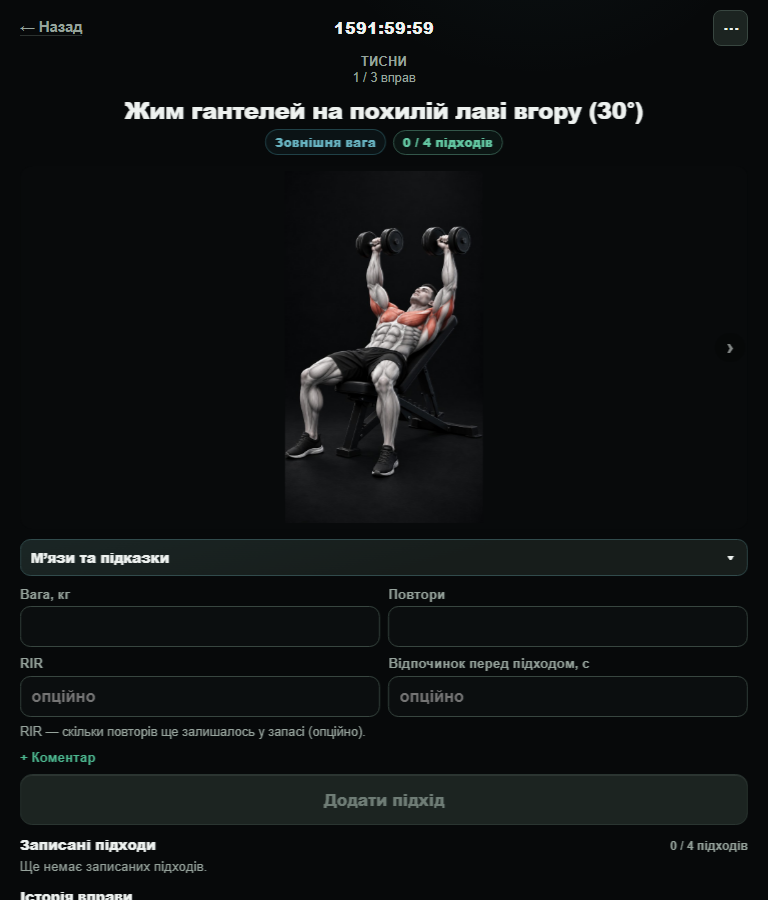 ← Назад
1591:59:59
...
ТИСНИ
1 / 3 вправ
Жим гантелей на похилій лаві вгору (30°)
Зовнішня вага
0 / 4 підходів
М'язи та підказки
Вага, кг
Повтори
RIR
Відпочинок перед підходом, с
опційно
опційно
RIR — скільки повторів ще залишалось у запасі (опційно).
+ Коментар
Додати підхід
Записані підходи
0 / 4 підходів
Ще немає записаних підходів.
Історія вправи